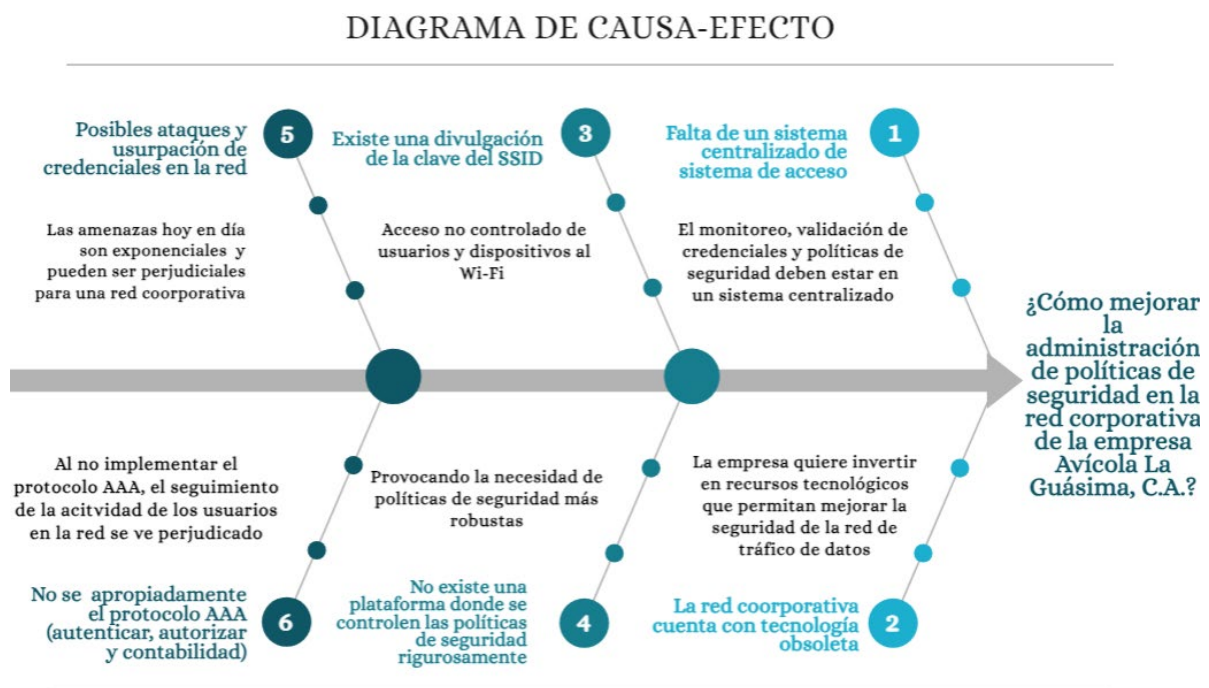 DIAGRAMA DE CAUSA-EFECTO
Posibles ataques y
usurpación de
credenciales en la red
5
Las amenazas hoy en día
son exponenciales y
pueden ser perjudiciales
para una red coorporativa
Existe una divulgación
de la clave del SSID
3
Acceso no controlado de
usuarios y dispositivos al
Wi-Fi
Falta de un sistema
centralizado de
sistema de acceso
1
El monitoreo, validación de
credenciales y políticas de
seguridad deben estar en
un sistema centralizado
¿Cómo mejorar
la
administración
de políticas de
seguridad en la
red corporativa
de la empresa
Avícola La
Guásima, C.A.?
Al no implementar el
protocolo AAA, el seguimiento
de la acitvidad de los usuarios
en la red se ve perjudicado
No se apropiadamente
el protocolo AAA
(autenticar, autorizar
y contabilidad)
6
Provocando la necesidad de
políticas de seguridad más
robustas
No existe una
plataforma donde se
controlen las políticas
de seguridad
rigurosamente
4
La empresa quiere invertir
en recursos tecnológicos
que permitan mejorar la
seguridad de la red de
tráfico de datos
La red coorporativa
cuenta con tecnología
obsoleta
2